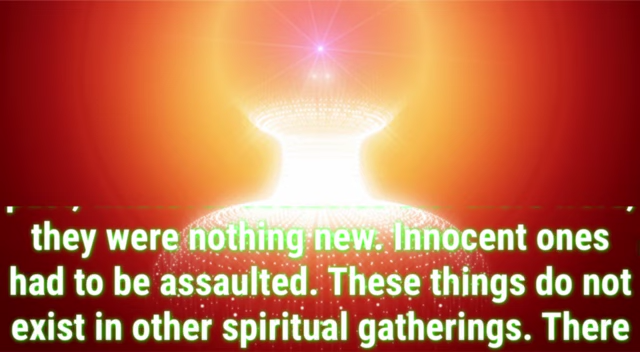 they were nothing new. Innocent ones
had to be assaulted. These things do not
exist in other spiritual gatherings. There